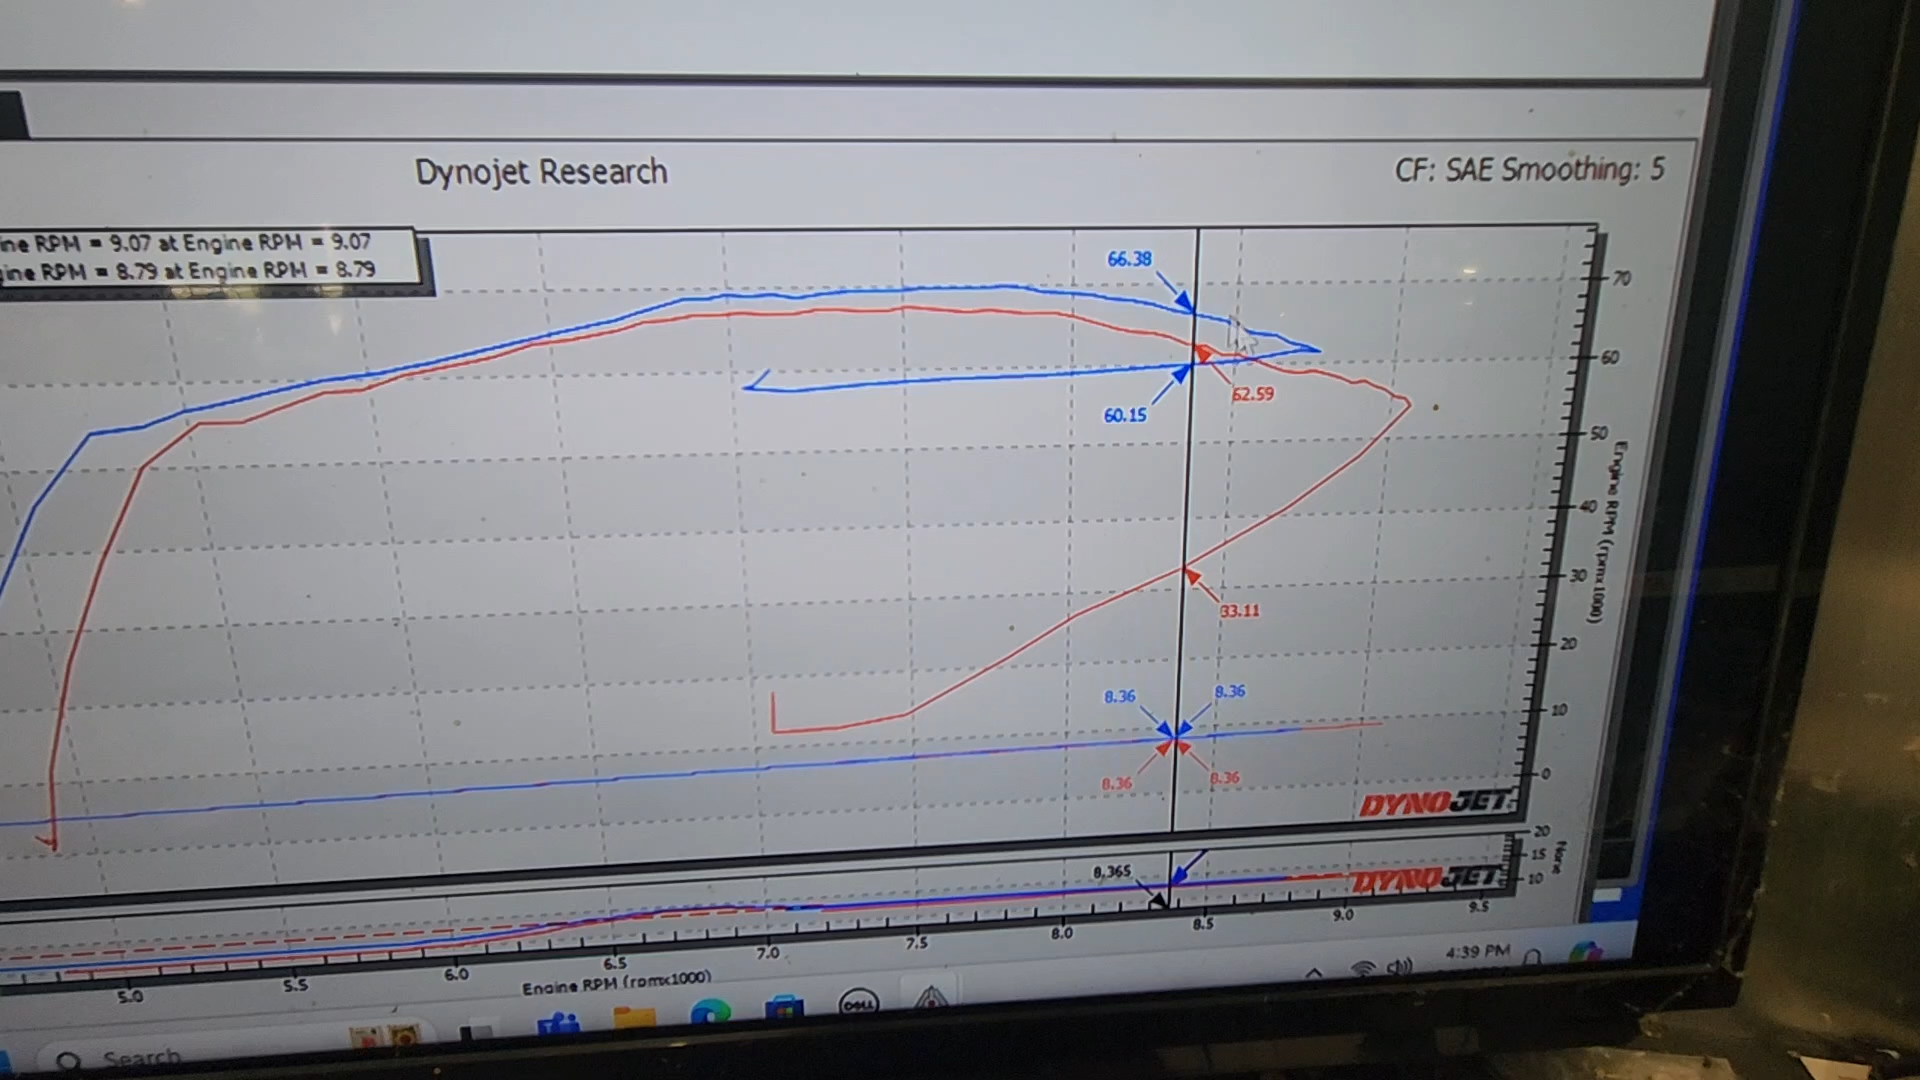 Dynojet Research
CF: SAE Smoothing: 5
ine RPM = 9.07 at Engine RPM = 9.07
gine RPM = 8.79 at Engine RPM = 8.79
66.38
70
60
62.59
60.15
50
40
30
Engine RPM (rpmx1000)
33.11
20
8.36
8.36
10
8.36
8.36
0
DYNOJET
20
15
10
None
8.365
DYNOJET
5.0
5.5
6.0
6.5
7.0
7.5
8.0
8.5
9.0
9.5
Engine RPM (rpmx1000)
4:39 PM
DELL
Search